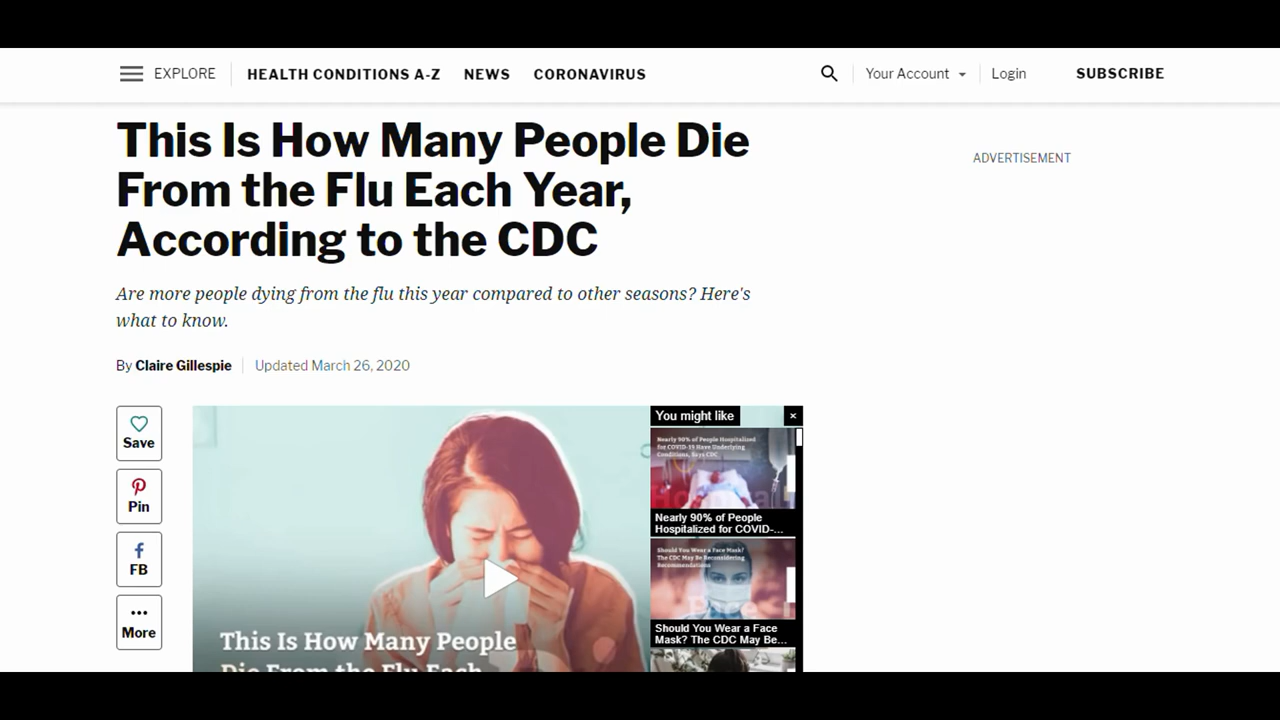 EXPLORE
HEALTH CONDITIONS A-Z
NEWS
CORONAVIRUS
Your Account
Login
SUBSCRIBE
This Is How Many People Die
From the Flu Each Year,
According to the CDC
ADVERTISEMENT
Are more people dying from the flu this year compared to other seasons? Here's
what to know.
By Claire Gillespie
Updated March 26, 2020
Save
Pin
FB
More
This Is How Many People
Die From the Flu Each
You might like
Nearly 90% of People Hospitalized
for COVID-19 Have Underlying
Conditions, Says CDC
Nearly 90% of People
Hospitalized for COVID-...
Should You Wear a Face Mask?
The CDC May Be Reconsidering
Recommendations
Should You Wear a Face
Mask? The CDC May Be...